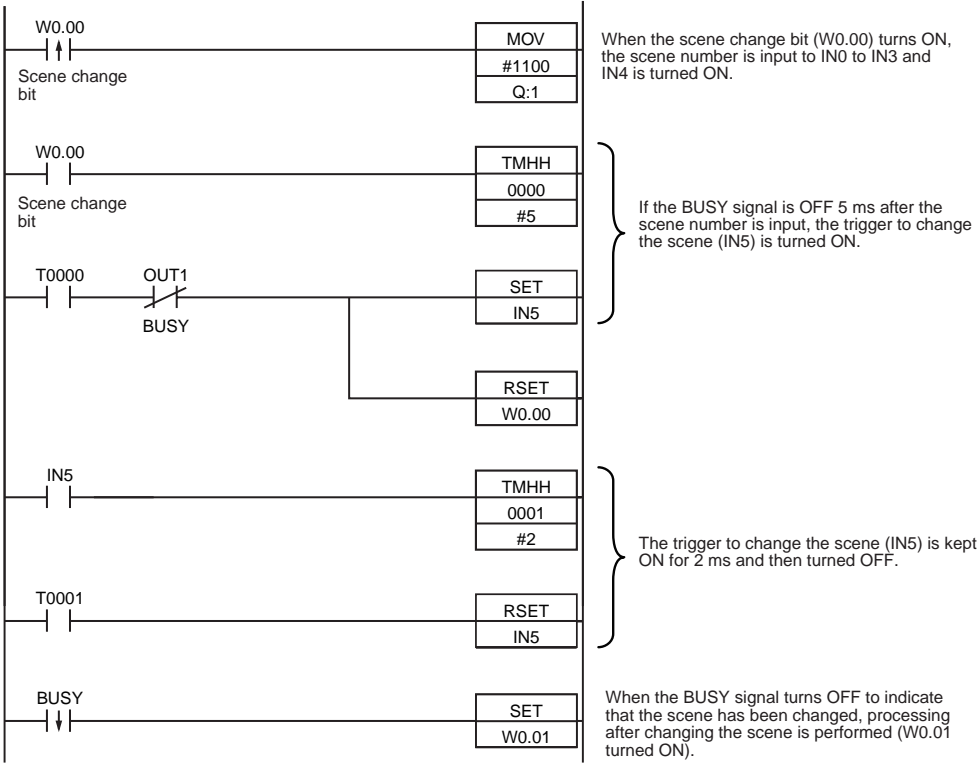 W0.00
Scene change
bit
MOV
#1100
Q:1
When the scene change bit (W0.00) turns ON,
the scene number is input to IN0 to IN3 and
IN4 is turned ON.
W0.00
Scene change
bit
TMHH
0000
#5
If the BUSY signal is OFF 5 ms after the
scene number is input, the trigger to change
the scene (IN5) is turned ON.
T0000
OUT1
BUSY
SET
IN5
RSET
W0.00
IN5
TMHH
0001
#2
The trigger to change the scene (IN5) is kept
ON for 2 ms and then turned OFF.
T0001
RSET
IN5
BUSY
SET
W0.01
When the BUSY signal turns OFF to indicate
that the scene has been changed, processing
after changing the scene is performed (W0.01
turned ON).